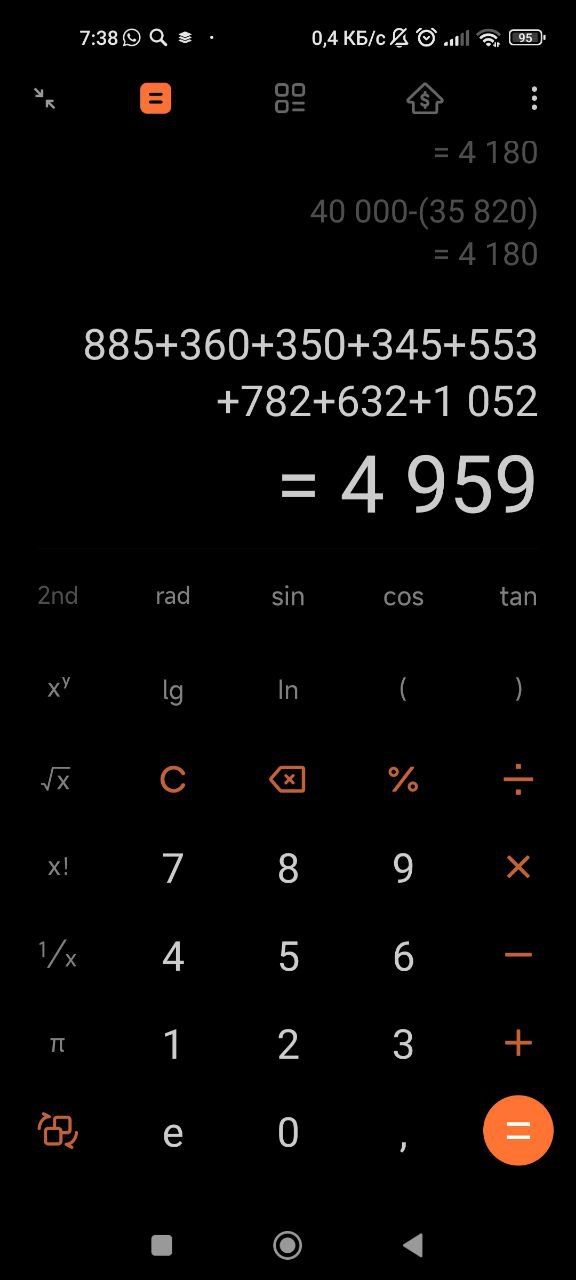 7:38 0,4 КБ/с 95
= 4 180
40 000-(35 820)
= 4 180
885+360+350+345+553
+782+632+1 052
= 4 959
2nd rad sin cos tan
xʸ lg ln ( )
√x C % ÷
x! 7 8 9 ×
1/x 4 5 6 −
π 1 2 3 +
e 0 , =